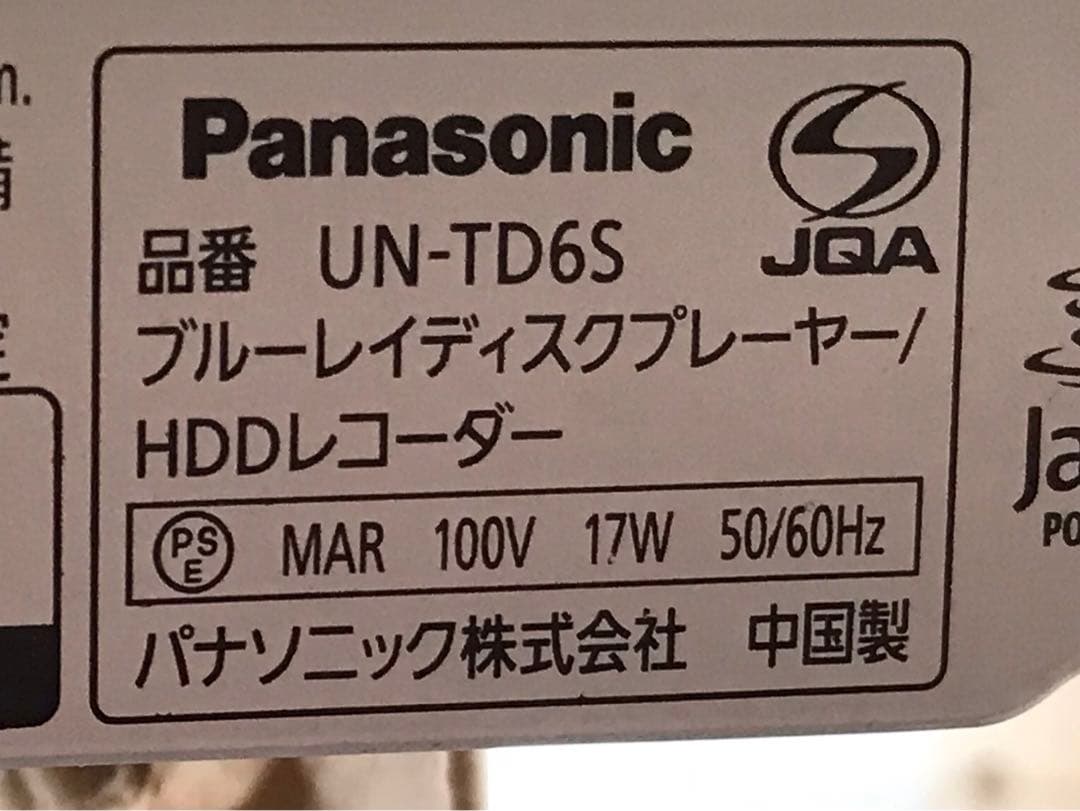 Panasonic
JQA
品番 UN-TD6S
ブルーレイディスクプレーヤー/
HDDレコーダー
PSE MAR 100V 17W 50/60Hz
パナソニック株式会社 中国製